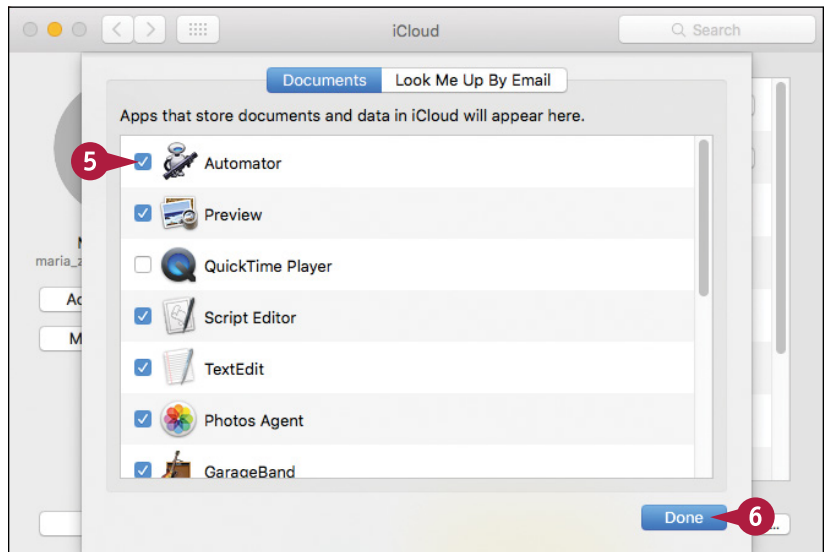 iCloud
Search
Documents
Look Me Up By Email
Apps that store documents and data in iCloud will appear here.
5
Automator
Preview
QuickTime Player
Script Editor
TextEdit
Photos Agent
GarageBand
maria_z
Ac
M
Done
6
...